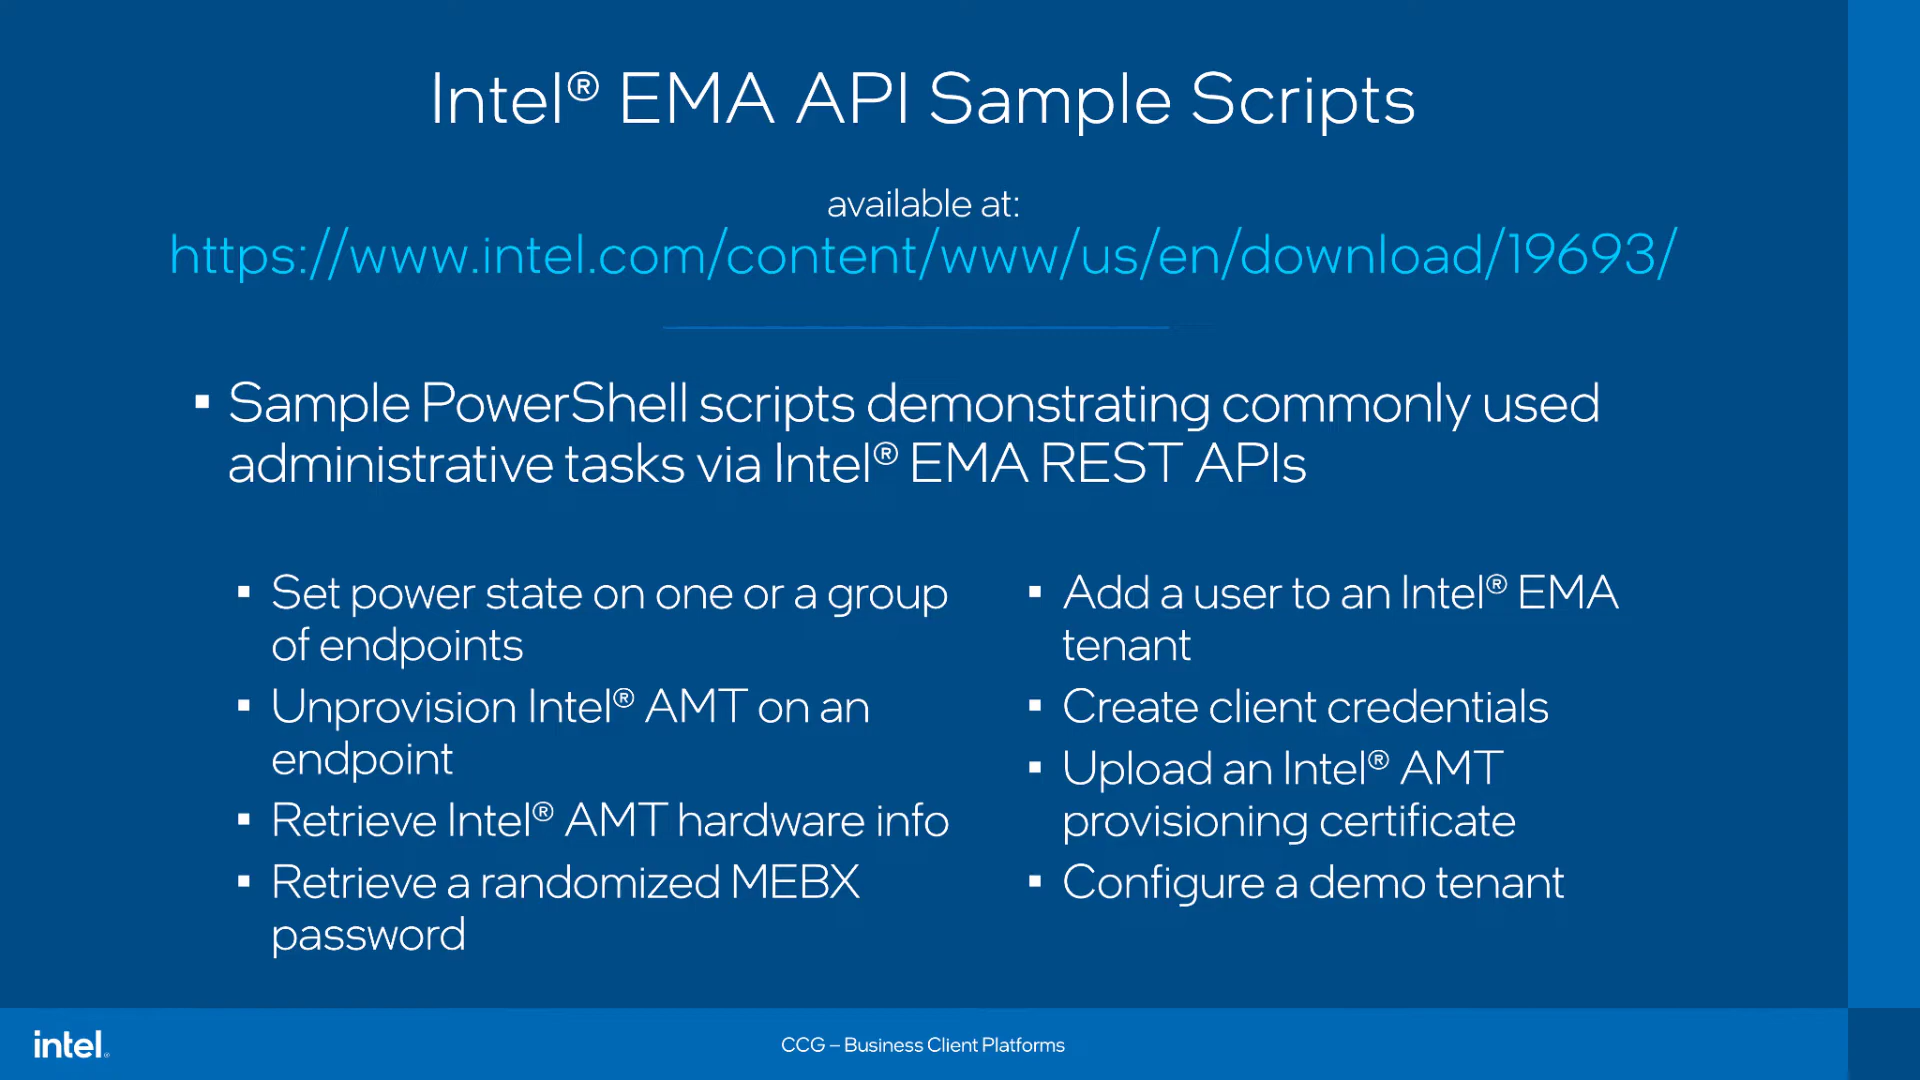 Intel® EMA API Sample Scripts
available at:
https://www.intel.com/content/www/us/en/download/19693/
▪ Sample PowerShell scripts demonstrating commonly used
administrative tasks via Intel® EMA REST APIs
▪ Set power state on one or a group
of endpoints
▪ Unprovision Intel® AMT on an
endpoint
▪ Retrieve Intel® AMT hardware info
▪ Retrieve a randomized MEBX
password
▪ Add a user to an Intel® EMA
tenant
▪ Create client credentials
▪ Upload an Intel® AMT
provisioning certificate
▪ Configure a demo tenant
intel.
CCG – Business Client Platforms